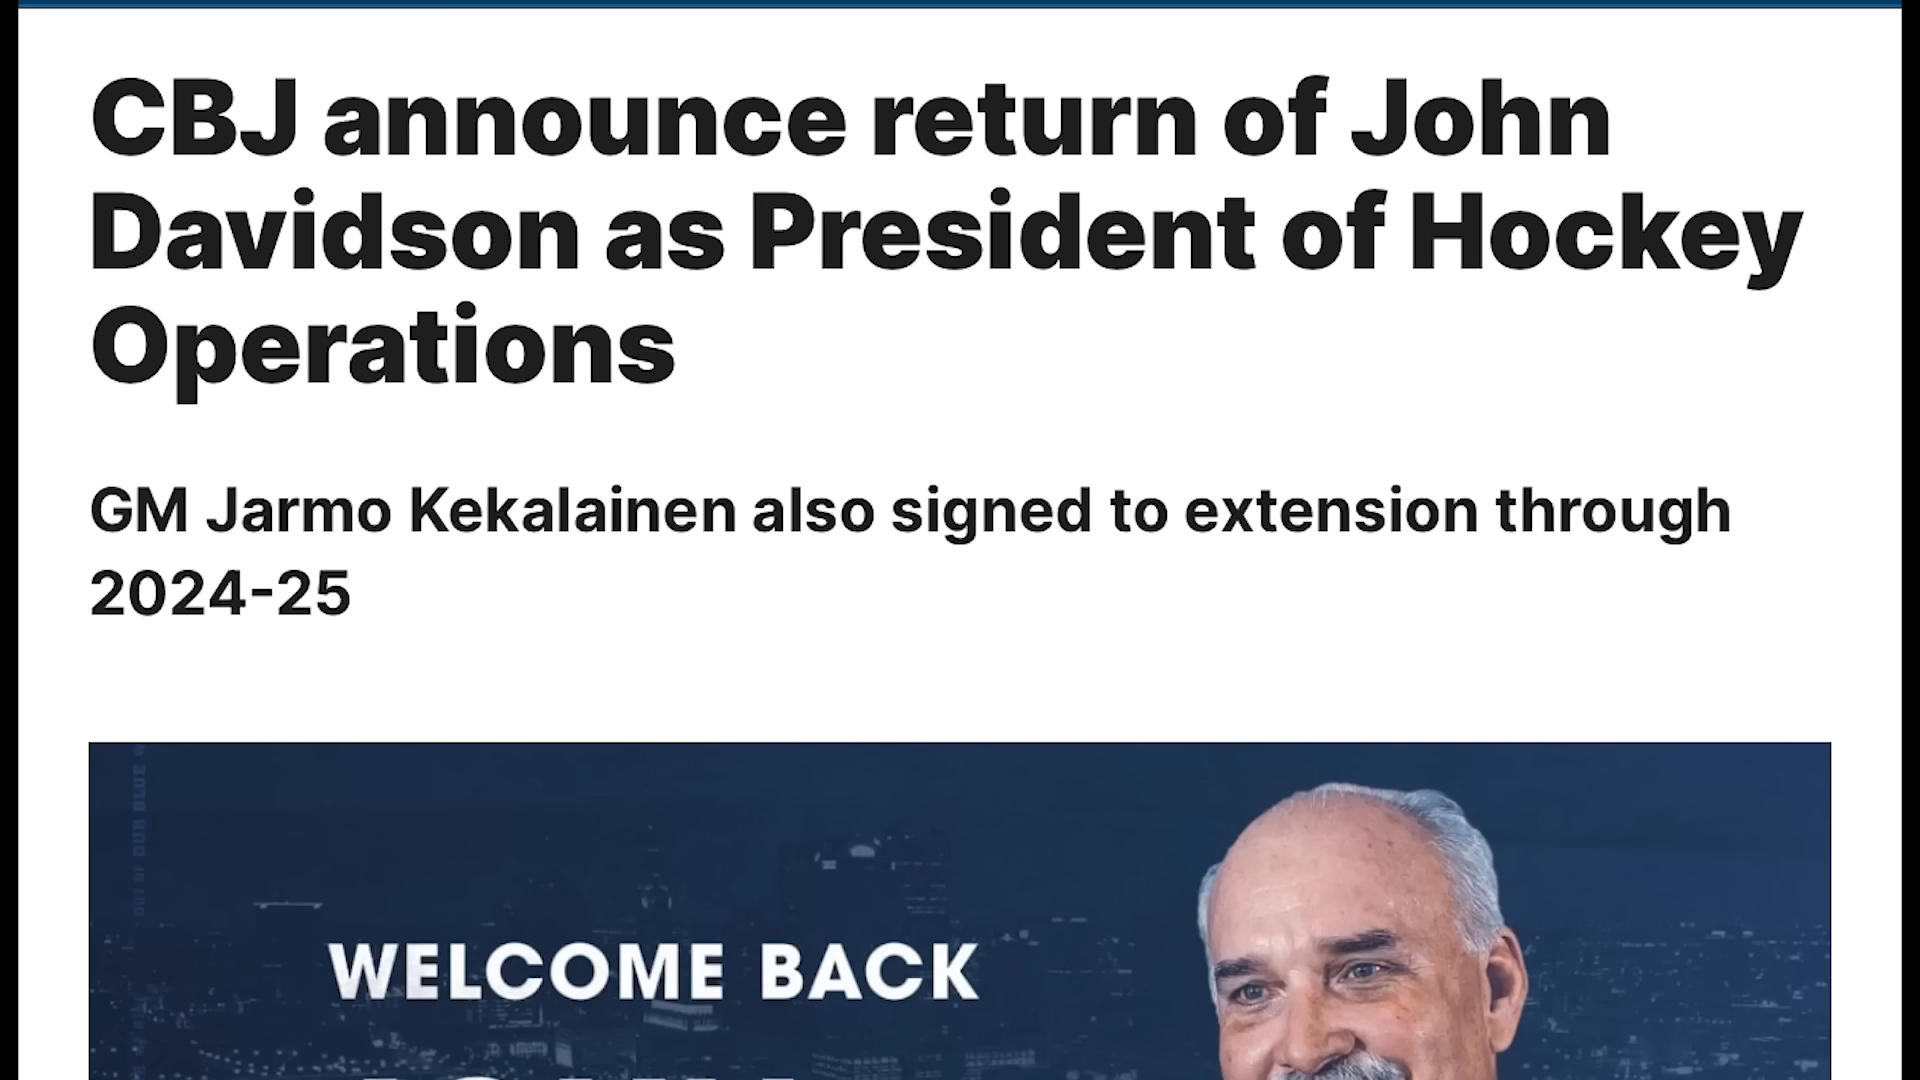 CBJ announce return of John
Davidson as President of Hockey
Operations
GM Jarmo Kekalainen also signed to extension through
2024-25
WELCOME BACK